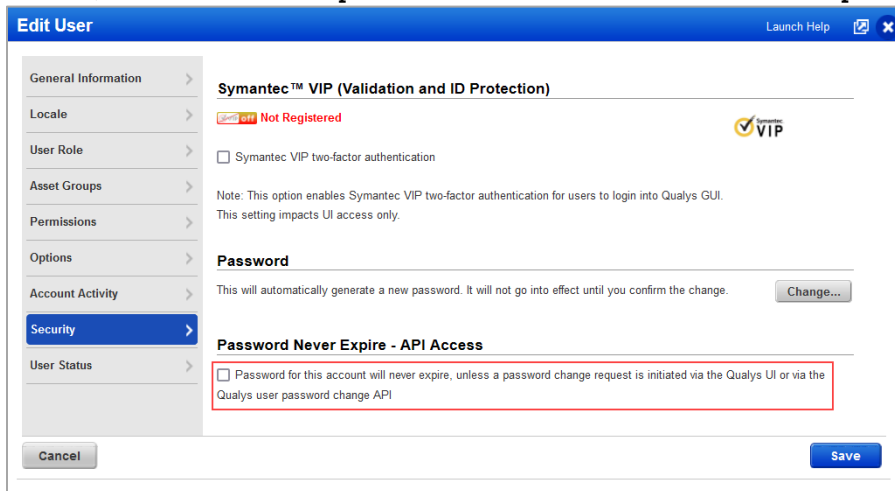 Edit User
Launch Help
General Information
Locale
User Role
Asset Groups
Permissions
Options
Account Activity
Security
User Status
Symantec™ VIP (Validation and ID Protection)
off Not Registered
Symantec
VIP
Symantec VIP two-factor authentication
Note: This option enables Symantec VIP two-factor authentication for users to login into Qualys GUI.
This setting impacts UI access only.
Password
This will automatically generate a new password. It will not go into effect until you confirm the change.
Change...
Password Never Expire - API Access
Password for this account will never expire, unless a password change request is initiated via the Qualys UI or via the
Qualys user password change API
Cancel
Save